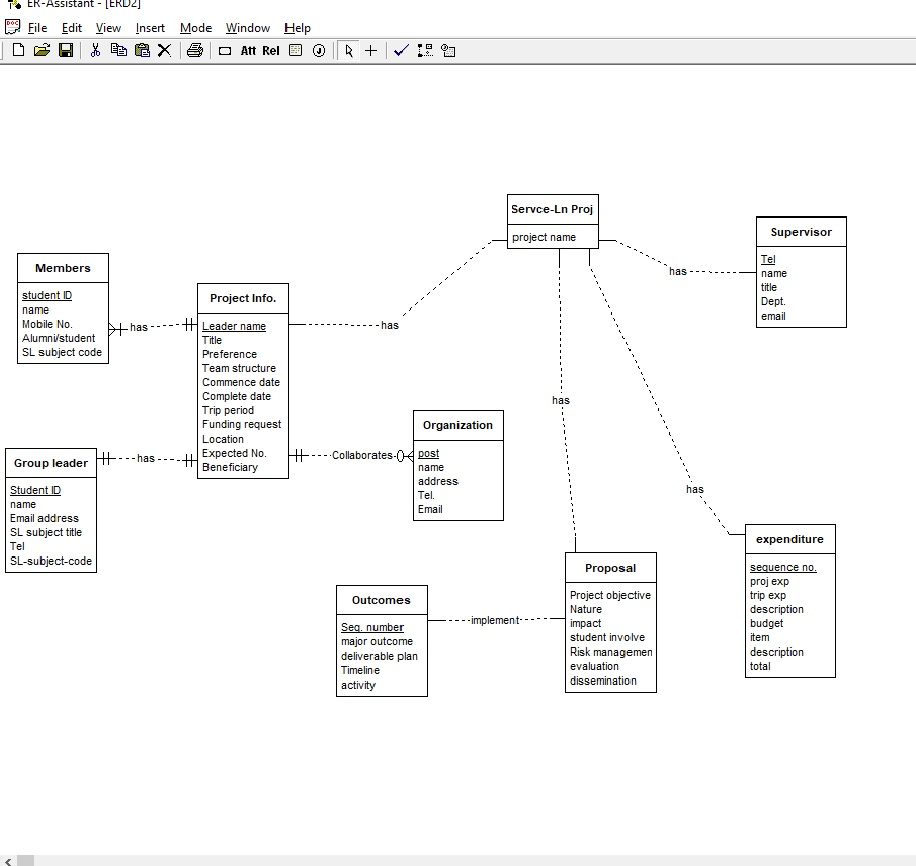 ER-Assistant - [ERD2]
File Edit View Insert Mode Window Help
Att Rel
Servce-Ln Proj
project name
Supervisor
Tel
name
title
Dept.
email
has
Members
student ID
name
Mobile No.
Alumni/student
SL subject code
has
Project Info.
Leader name
Title
Preference
Team structure
Commence date
Complete date
Trip period
Funding request
Location
Expected No.
Beneficiary
has
has
Organization
post
name
address
Tel.
Email
Collaborates
Group leader
Student ID
name
Email address
SL subject title
Tel
SL-subject-code
has
has
expenditure
sequence no.
proj exp
trip exp
description
budget
item
description
total
Proposal
Project objective
Nature
impact
student involve
Risk managemen
evaluation
dissemination
Outcomes
Seq. number
major outcome
deliverable plan
Timeline
activity
implement